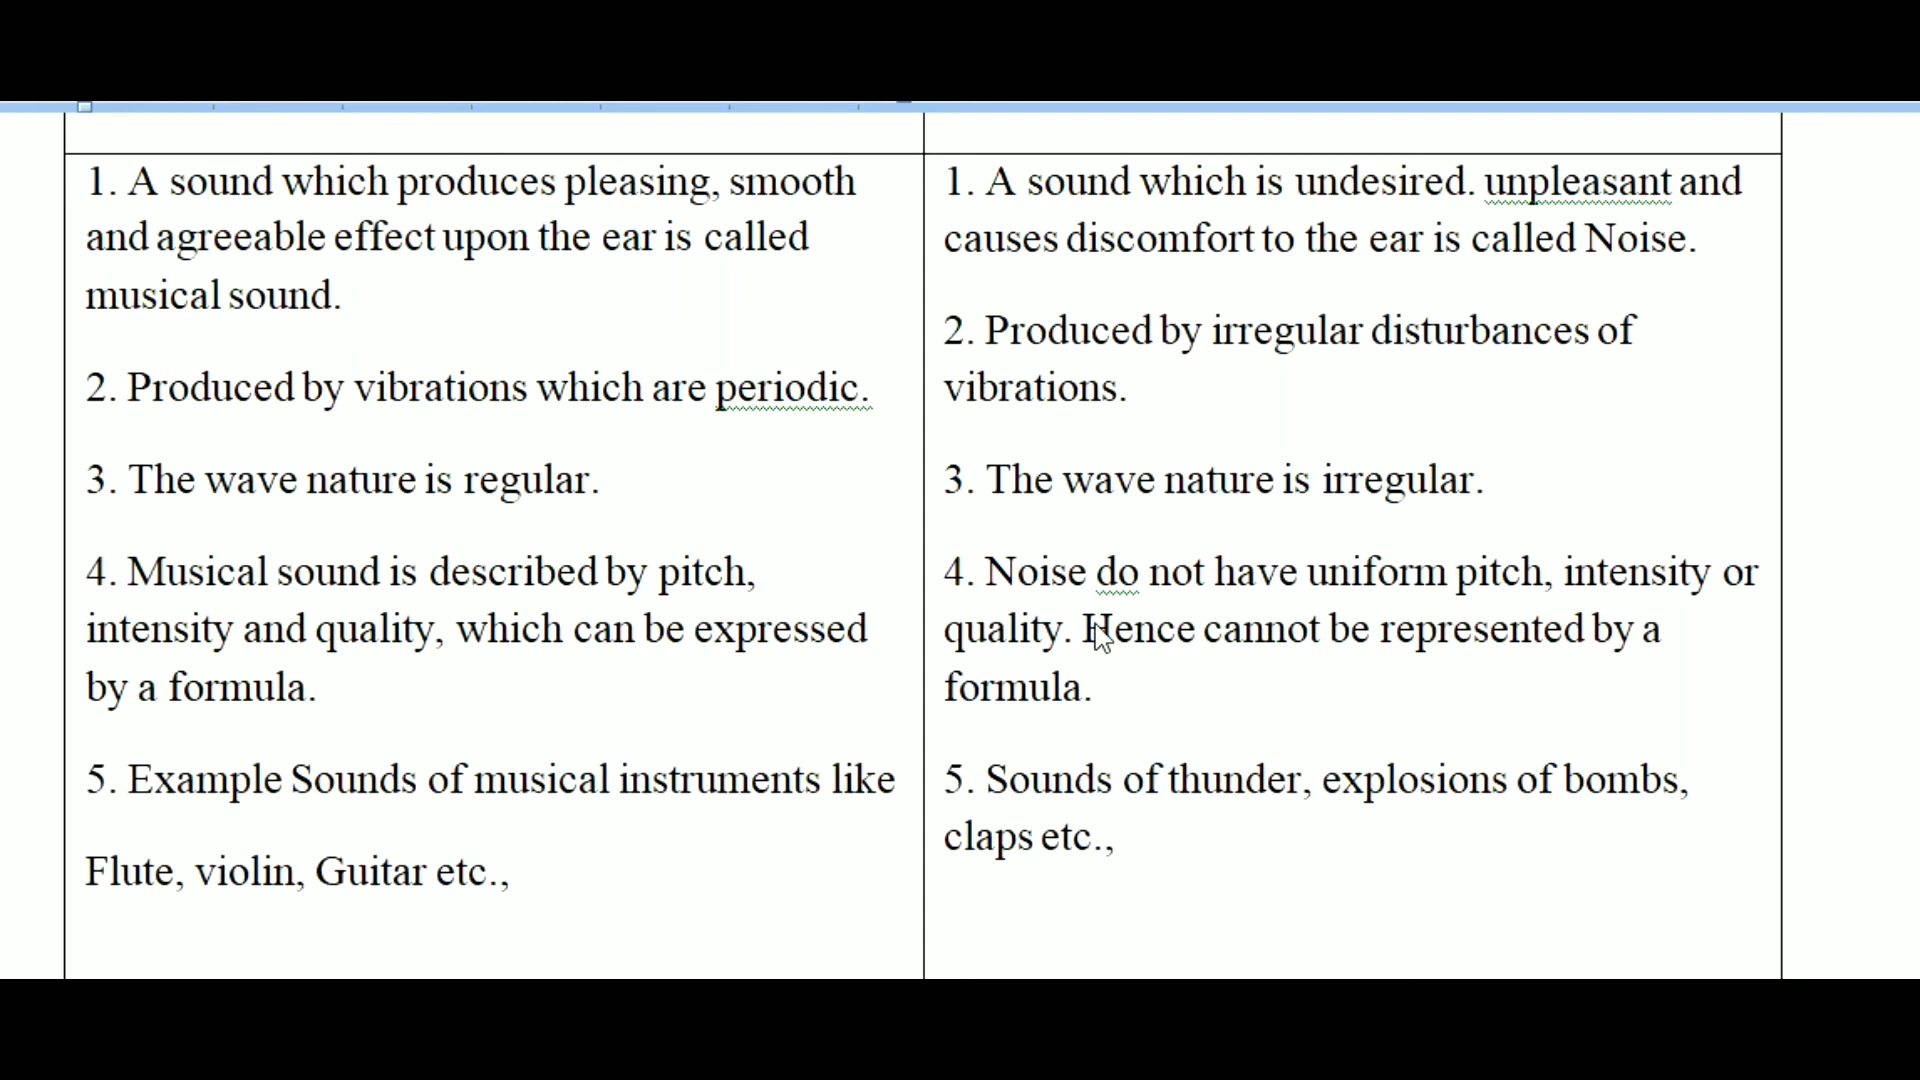 1. A sound which produces pleasing, smooth
and agreeable effect upon the ear is called
musical sound.
2. Produced by vibrations which are periodic.
3. The wave nature is regular.
4. Musical sound is described by pitch,
intensity and quality, which can be expressed
by a formula.
5. Example Sounds of musical instruments like
Flute, violin, Guitar etc.,
1. A sound which is undesired. unpleasant and
causes discomfort to the ear is called Noise.
2. Produced by irregular disturbances of
vibrations.
3. The wave nature is irregular.
4. Noise do not have uniform pitch, intensity or
quality. Hence cannot be represented by a
formula.
5. Sounds of thunder, explosions of bombs,
claps etc.,